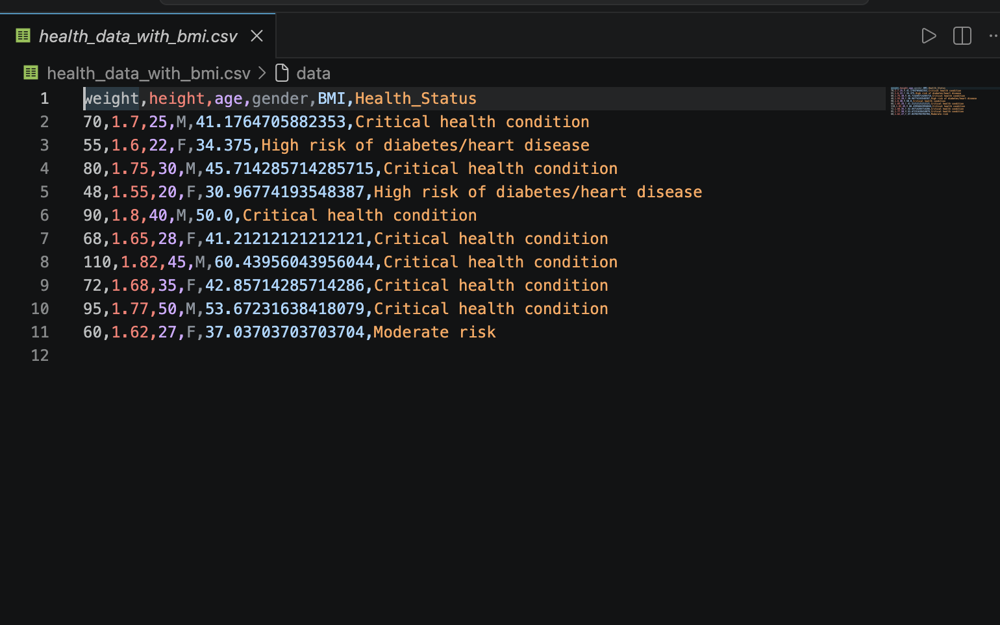 health_data_with_bmi.csv
health_data_with_bmi.csv > data
1 weight,height,age,gender,BMI,Health_Status
2 70,1.7,25,M,41.1764705882353,Critical health condition
3 55,1.6,22,F,34.375,High risk of diabetes/heart disease
4 80,1.75,30,M,45.714285714285715,Critical health condition
5 48,1.55,20,F,30.96774193548387,High risk of diabetes/heart disease
6 90,1.8,40,M,50.0,Critical health condition
7 68,1.65,28,F,41.21212121212121,Critical health condition
8 110,1.82,45,M,60.43956043956044,Critical health condition
9 72,1.68,35,F,42.85714285714286,Critical health condition
10 95,1.77,50,M,53.67231638418079,Critical health condition
11 60,1.62,27,F,37.03703703703704,Moderate risk
12